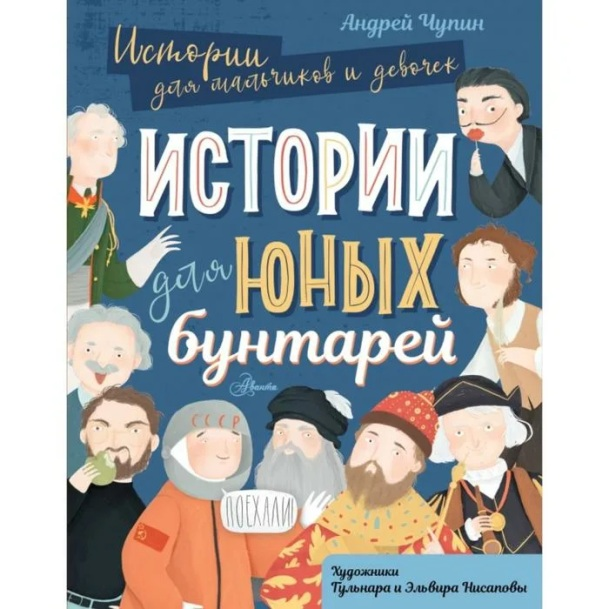 Андрей Чупин
Истории
для мальчиков и девочек
ИСТОРИИ
для
ЮНЫХ
бунтарей
Аванта
СССР
ПОЕХАЛИ!
Художники
Гульнара и Эльвира Нисаповы